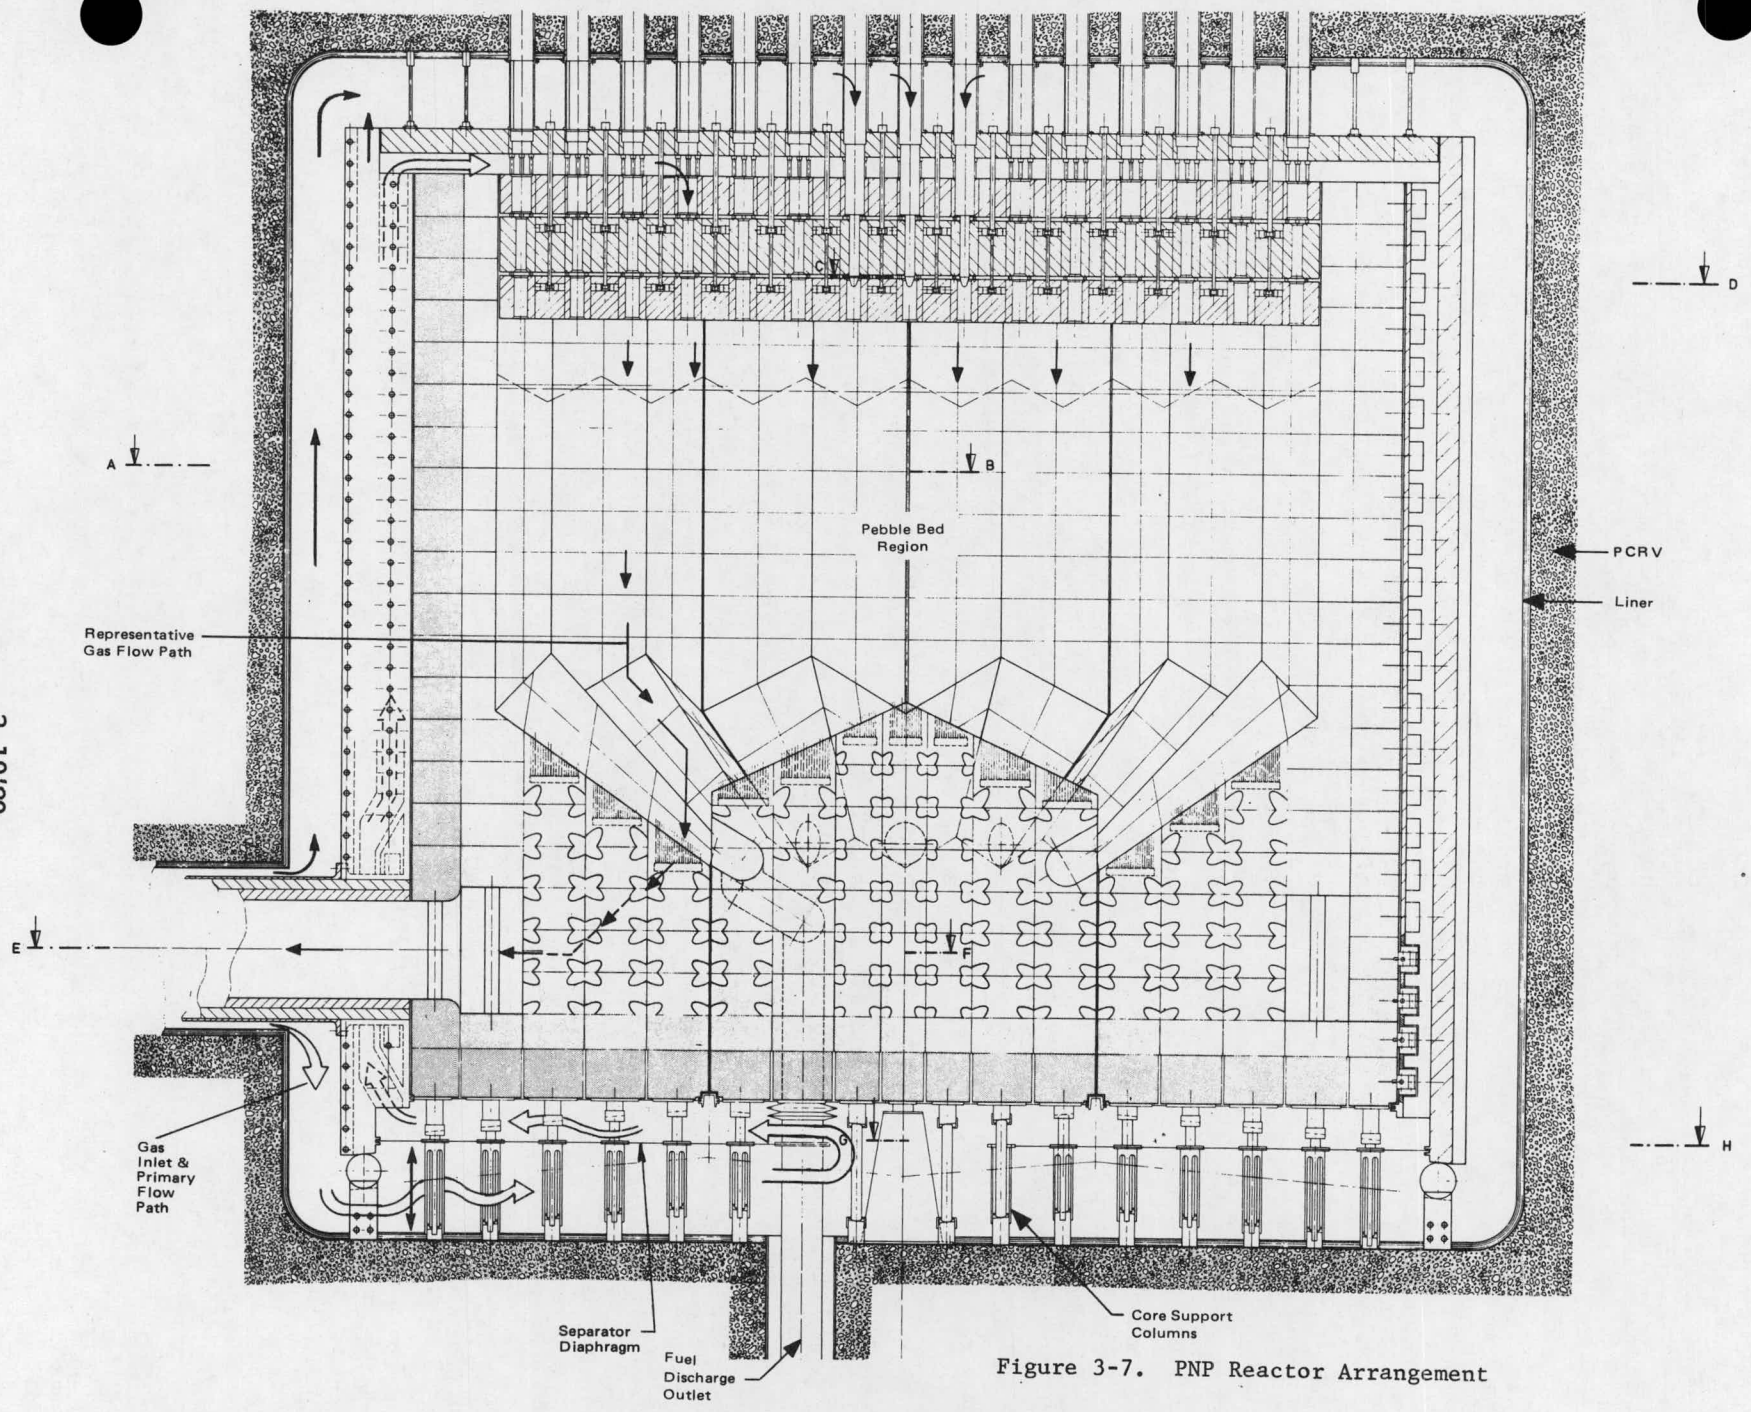 C
D
A
B
Pebble Bed
Region
PCRV
Liner
Representative
Gas Flow Path
E
F
G
H
Gas
Inlet &
Primary
Flow
Path
Separator
Diaphragm
Fuel
Discharge
Outlet
Core Support
Columns
Figure 3-7. PNP Reactor Arrangement